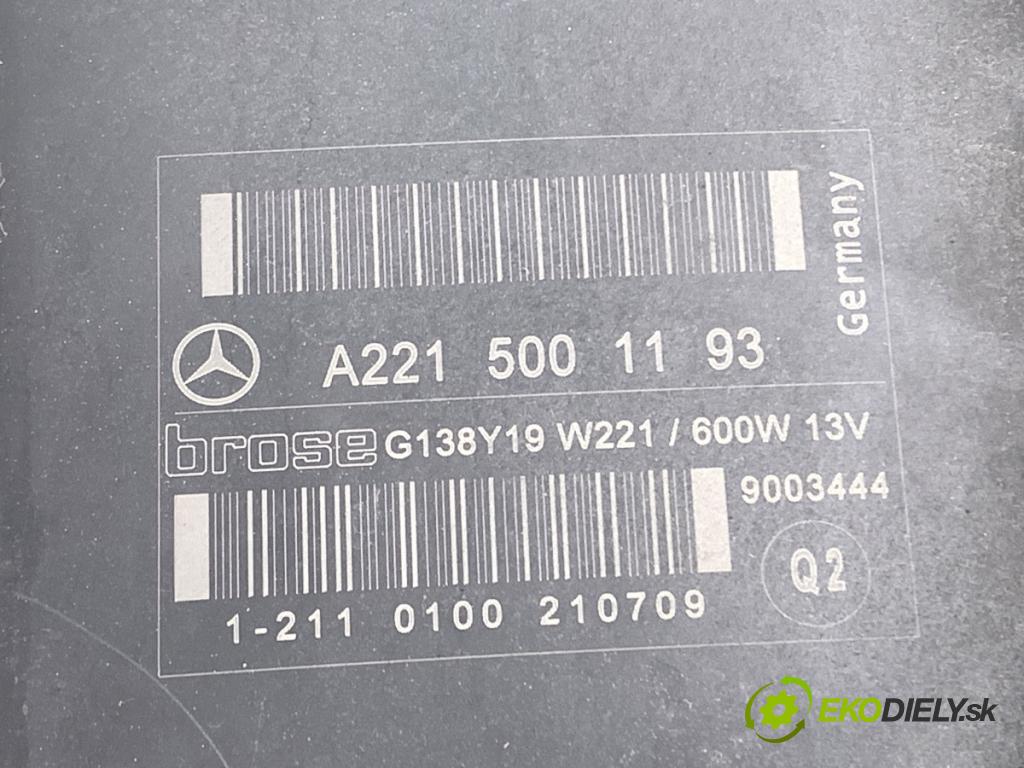 Germany
A221 500 11 93
brose G138Y19 W221 / 600W 13V
9003444
Q2
1-211 0100 210709
EKODIELY.sk